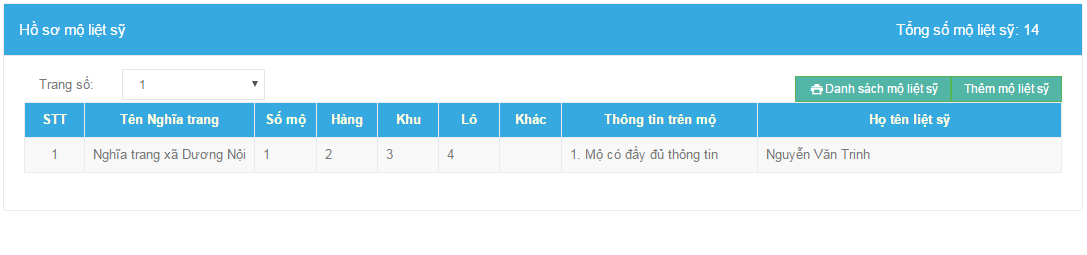 Hồ sơ mộ liệt sỹ Tổng số mộ liệt sỹ: 14
Trang số: 1 Danh sách mộ liệt sỹ Thêm mộ liệt sỹ
STT Tên Nghĩa trang Số mộ Hàng Khu Lô Khác Thông tin trên mộ Họ tên liệt sỹ
1 Nghĩa trang xã Dương Nội 1 2 3 4 1. Mộ có đầy đủ thông tin Nguyễn Văn Trinh